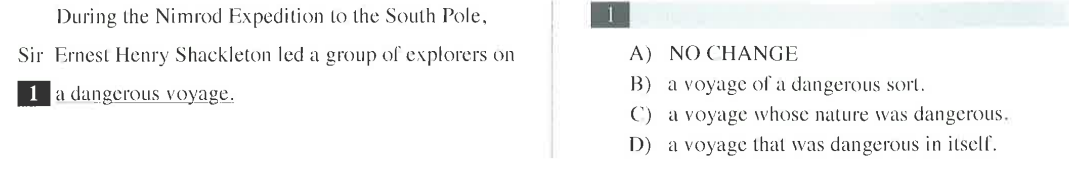 During the Nimrod Expedition to the South Pole,
Sir Ernest Henry Shackleton led a group of explorers on
1 a dangerous voyage.
1
A) NO CHANGE
B) a voyage of a dangerous sort.
C) a voyage whose nature was dangerous.
D) a voyage that was dangerous in itself.